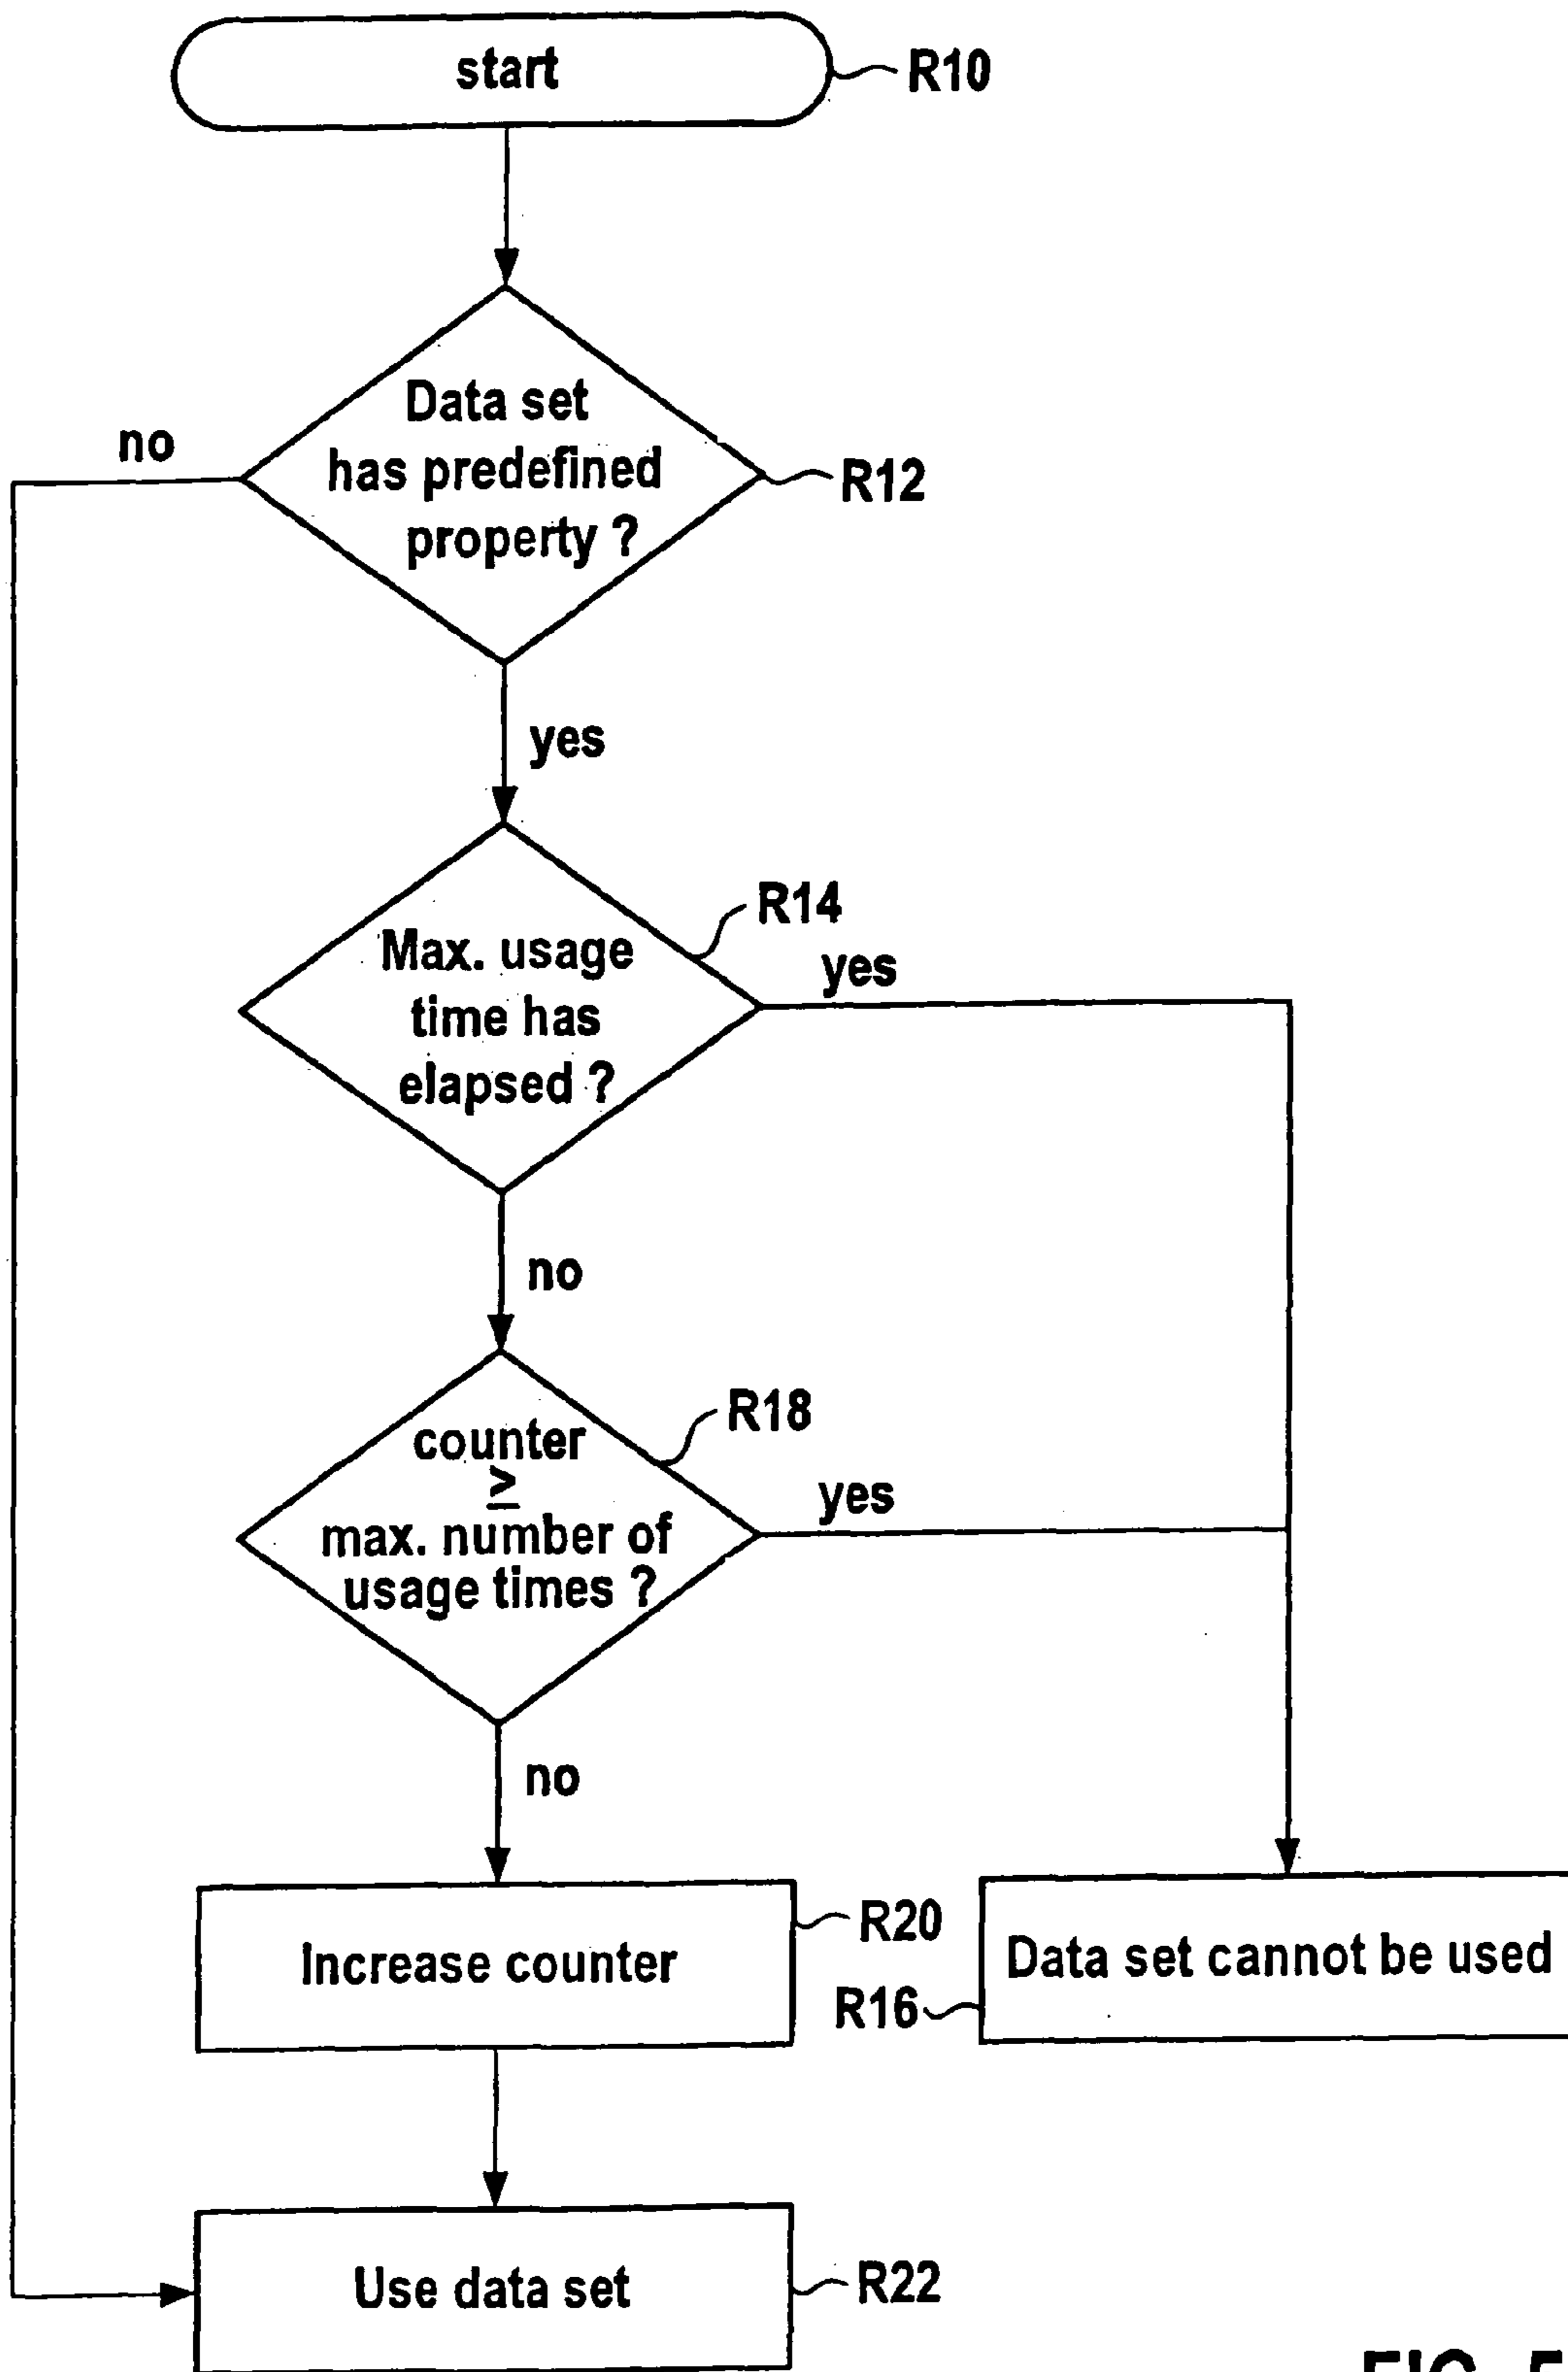 start
R10
Data set
has predefined
property ?
no
R12
yes
R14
Max. usage
time has
elapsed ?
yes
no
R18
counter
≥
max. number of
usage times ?
yes
no
Increase counter
R20
R16
Data set cannot be used
Use data set
R22
FIG. 5